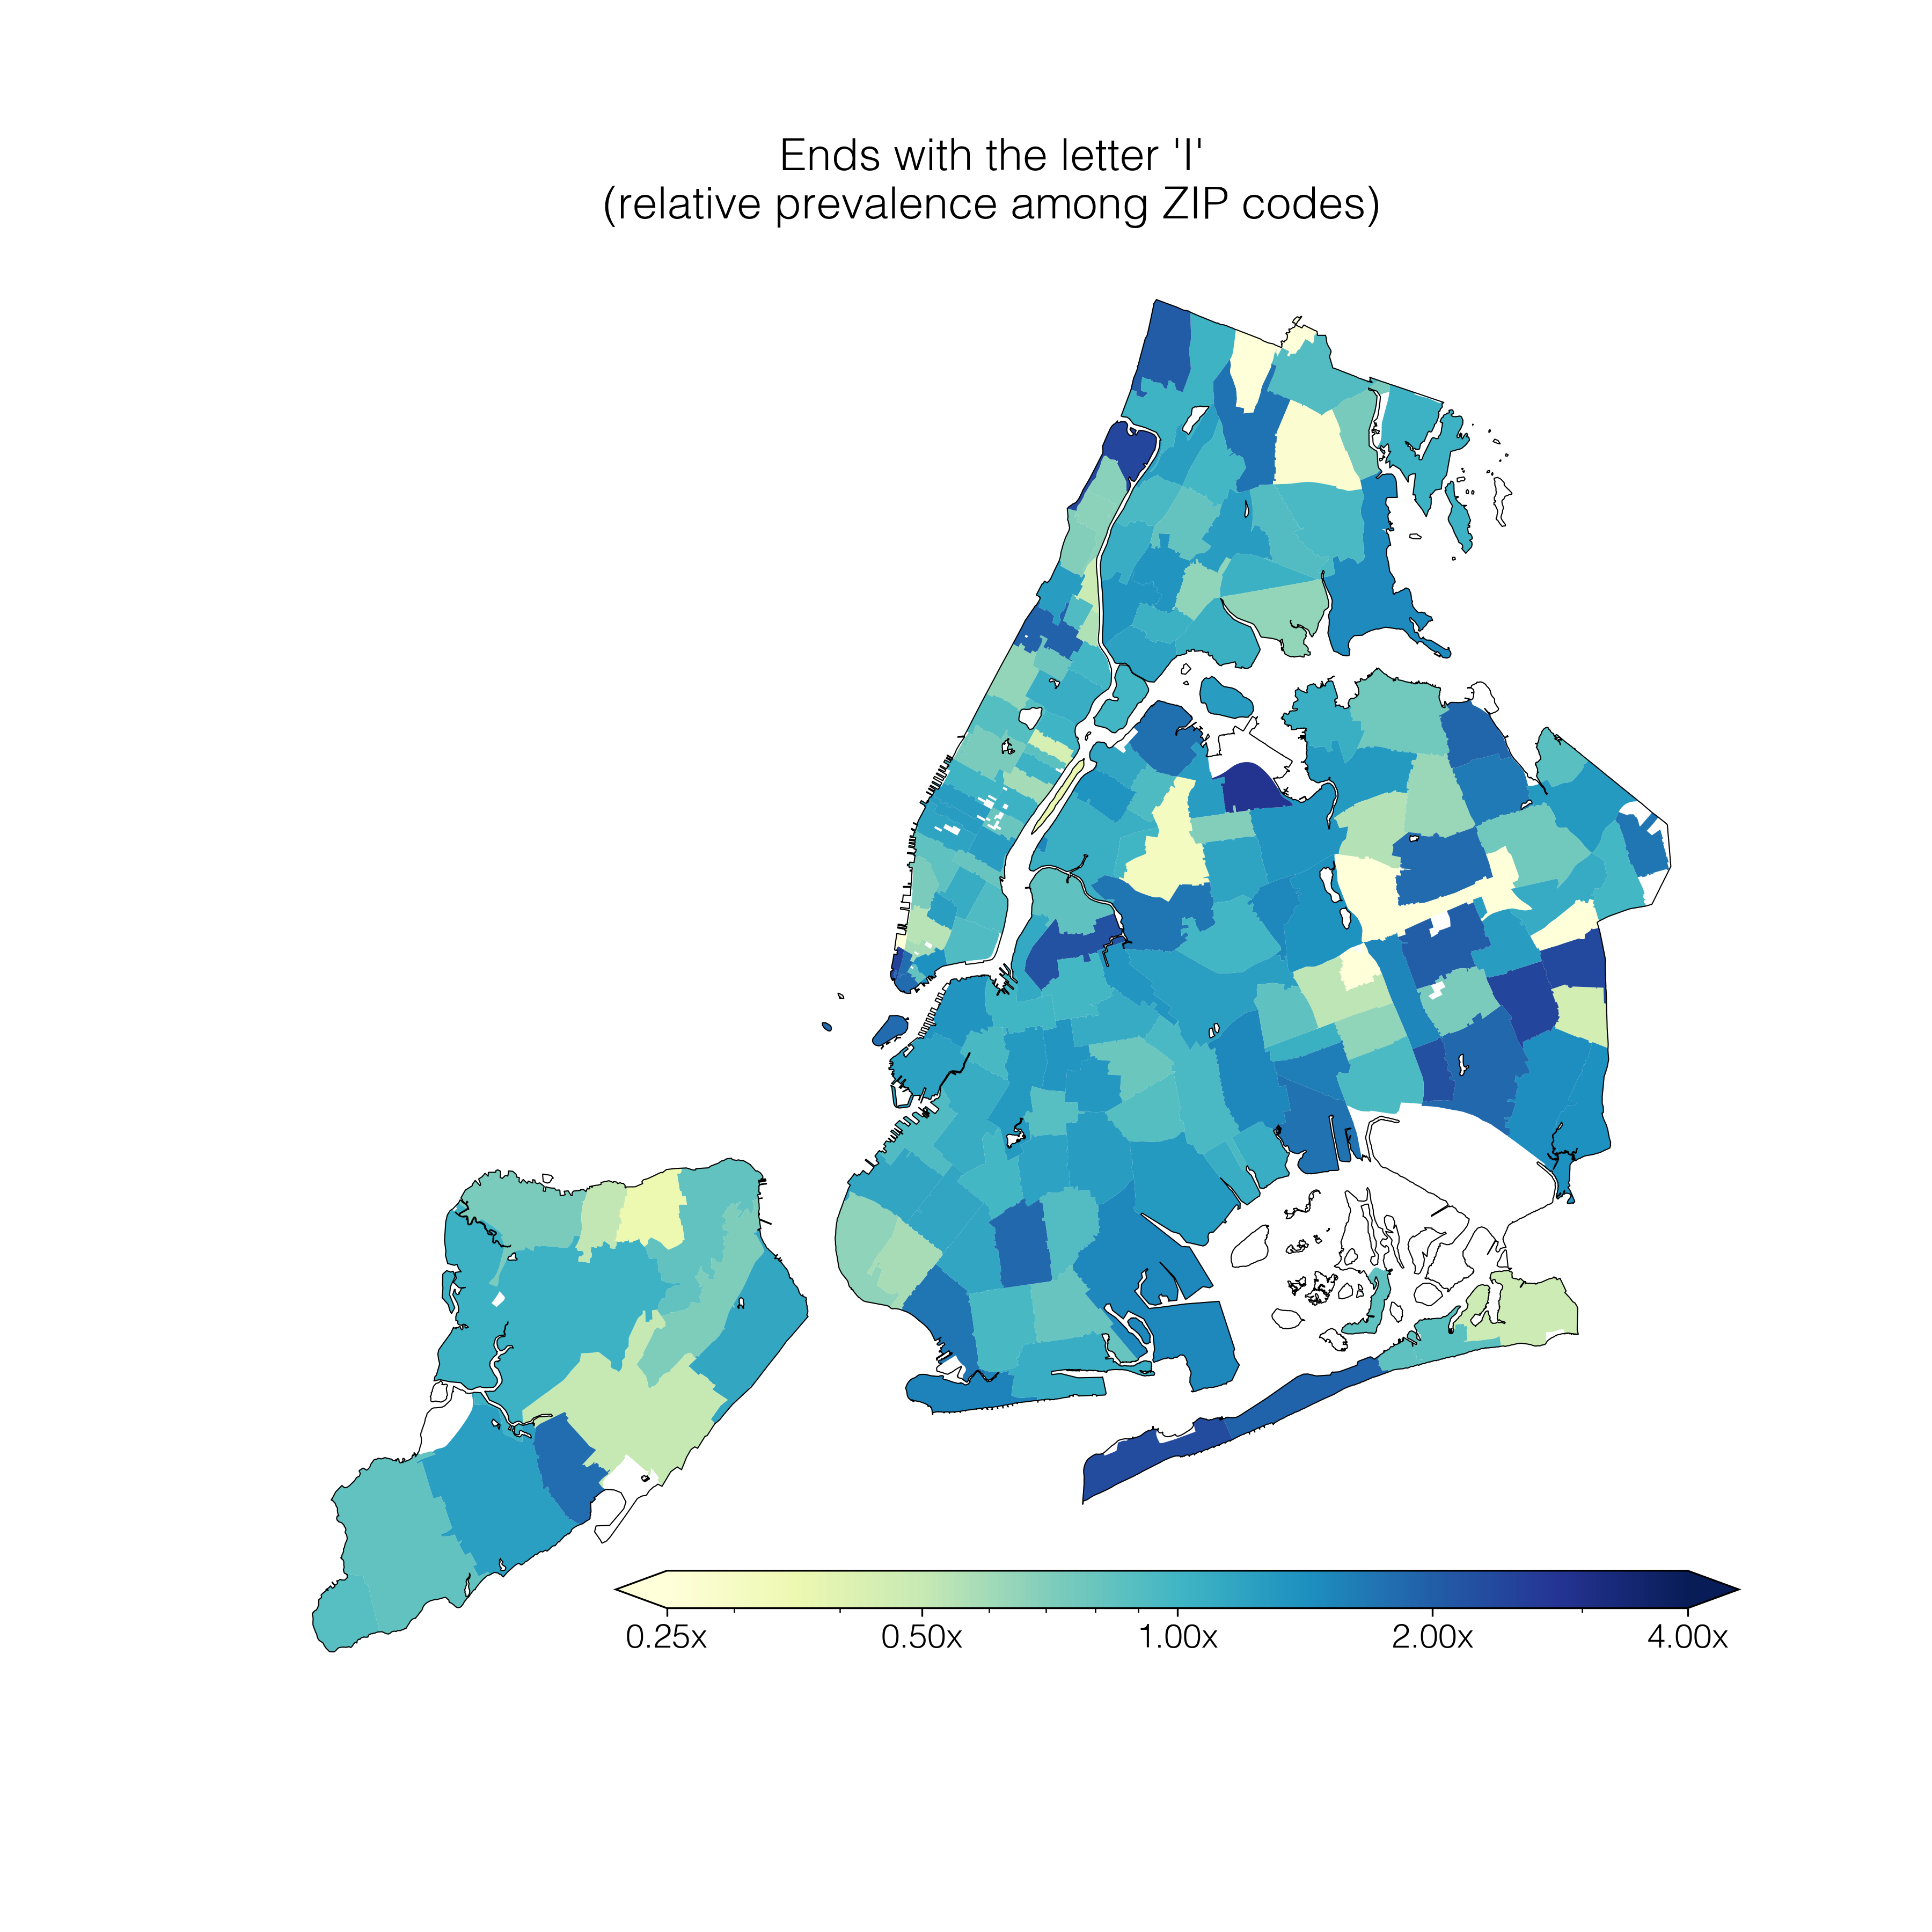 Ends with the letter 'I'
(relative prevalence among ZIP codes)
0.25x 0.50x 1.00x 2.00x 4.00x